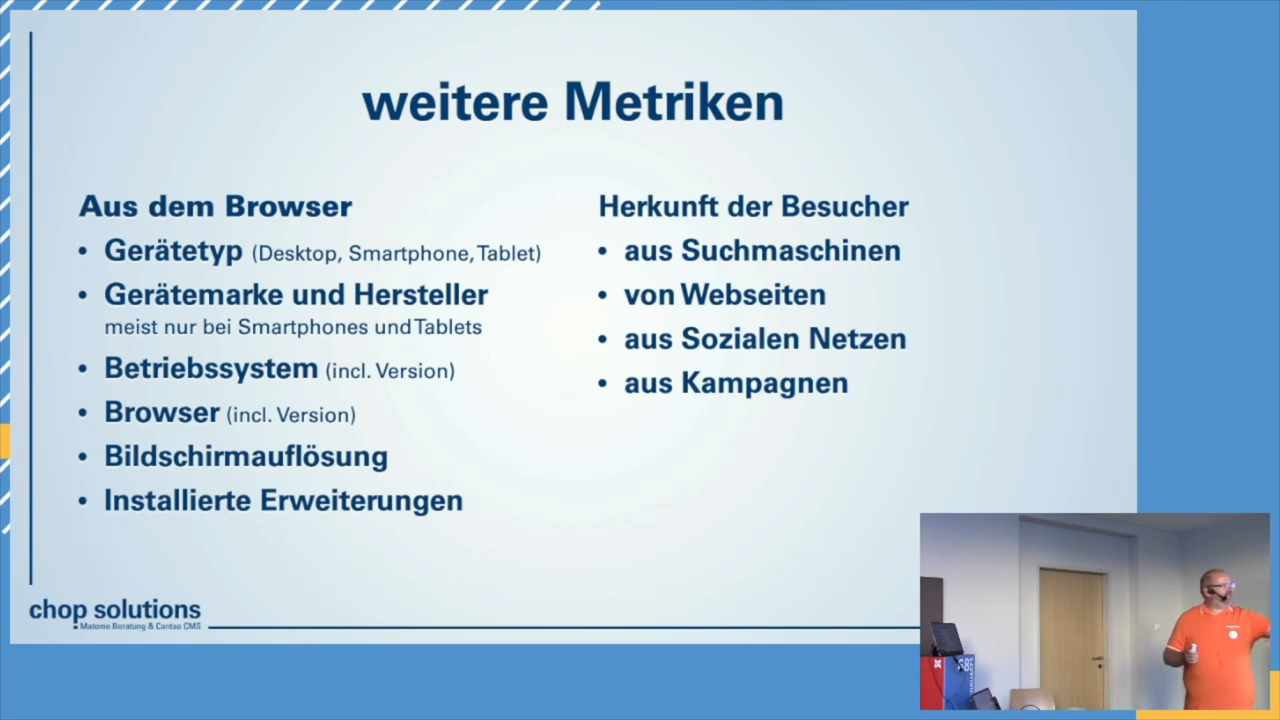 weitere Metriken
Aus dem Browser
• Gerätetyp (Desktop, Smartphone, Tablet)
• Gerätemarke und Hersteller
meist nur bei Smartphones und Tablets
• Betriebssystem (incl. Version)
• Browser (incl. Version)
• Bildschirmauflösung
• Installierte Erweiterungen
Herkunft der Besucher
• aus Suchmaschinen
• von Webseiten
• aus Sozialen Netzen
• aus Kampagnen
chop solutions
Matomo Beratung & Contao CMS